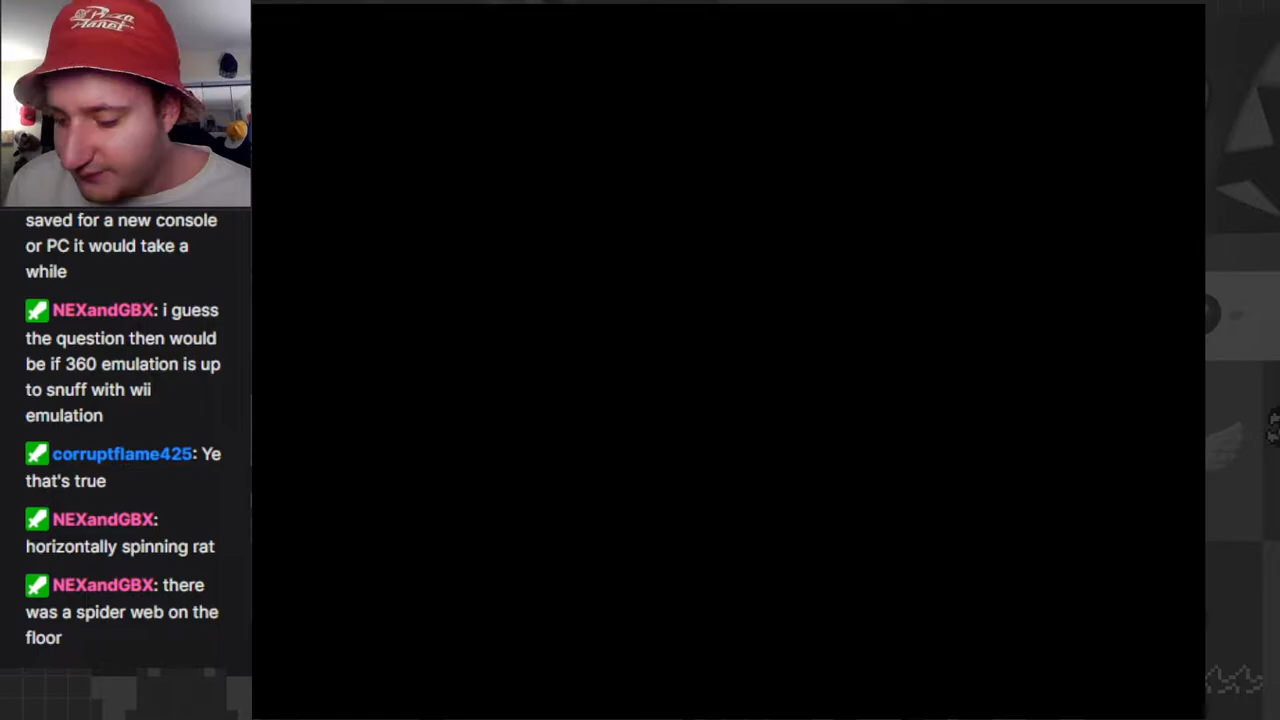 Pizza
Planet
saved for a new console
or PC it would take a
while
NEXandGBX: i guess
the question then would
be if 360 emulation is up
to snuff with wii
emulation
corruptflame425: Ye
that's true
NEXandGBX:
horizontally spinning rat
NEXandGBX: there
was a spider web on the
floor